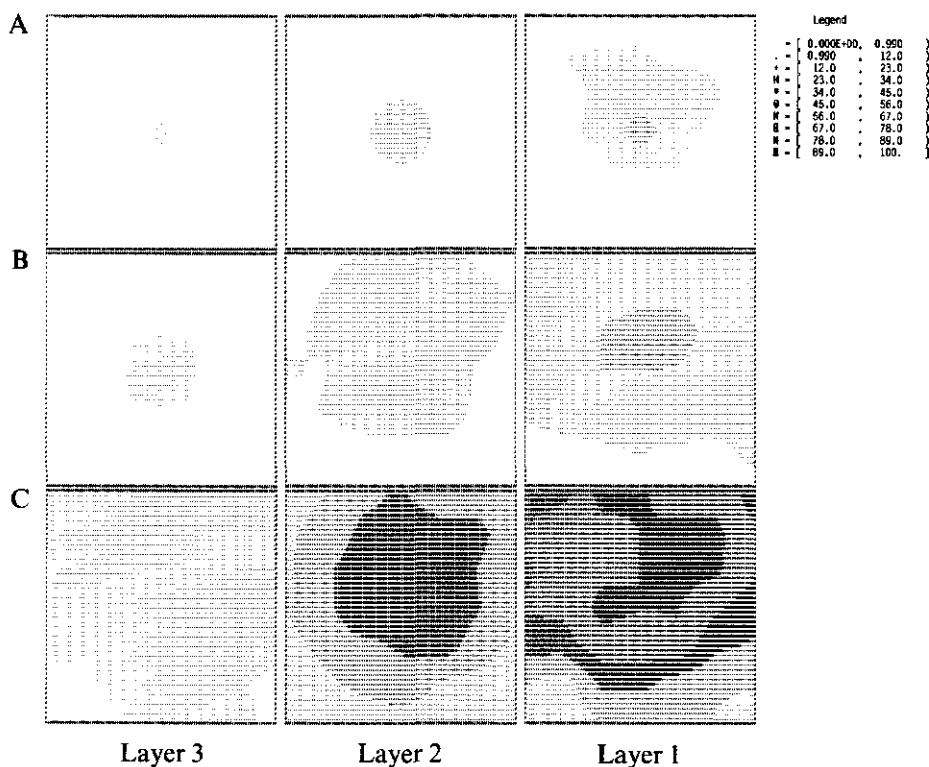 A
B
C
Legend
= [ 0.000E+00, 0.990 )
. = [ 0.990 , 12.0 )
+ = [ 12.0 , 23.0 )
= [ 23.0 , 34.0 )
= [ 34.0 , 45.0 )
= [ 45.0 , 56.0 )
= [ 56.0 , 67.0 )
= [ 67.0 , 78.0 )
= [ 78.0 , 89.0 )
= [ 89.0 , 100. ]
Layer 3 Layer 2 Layer 1